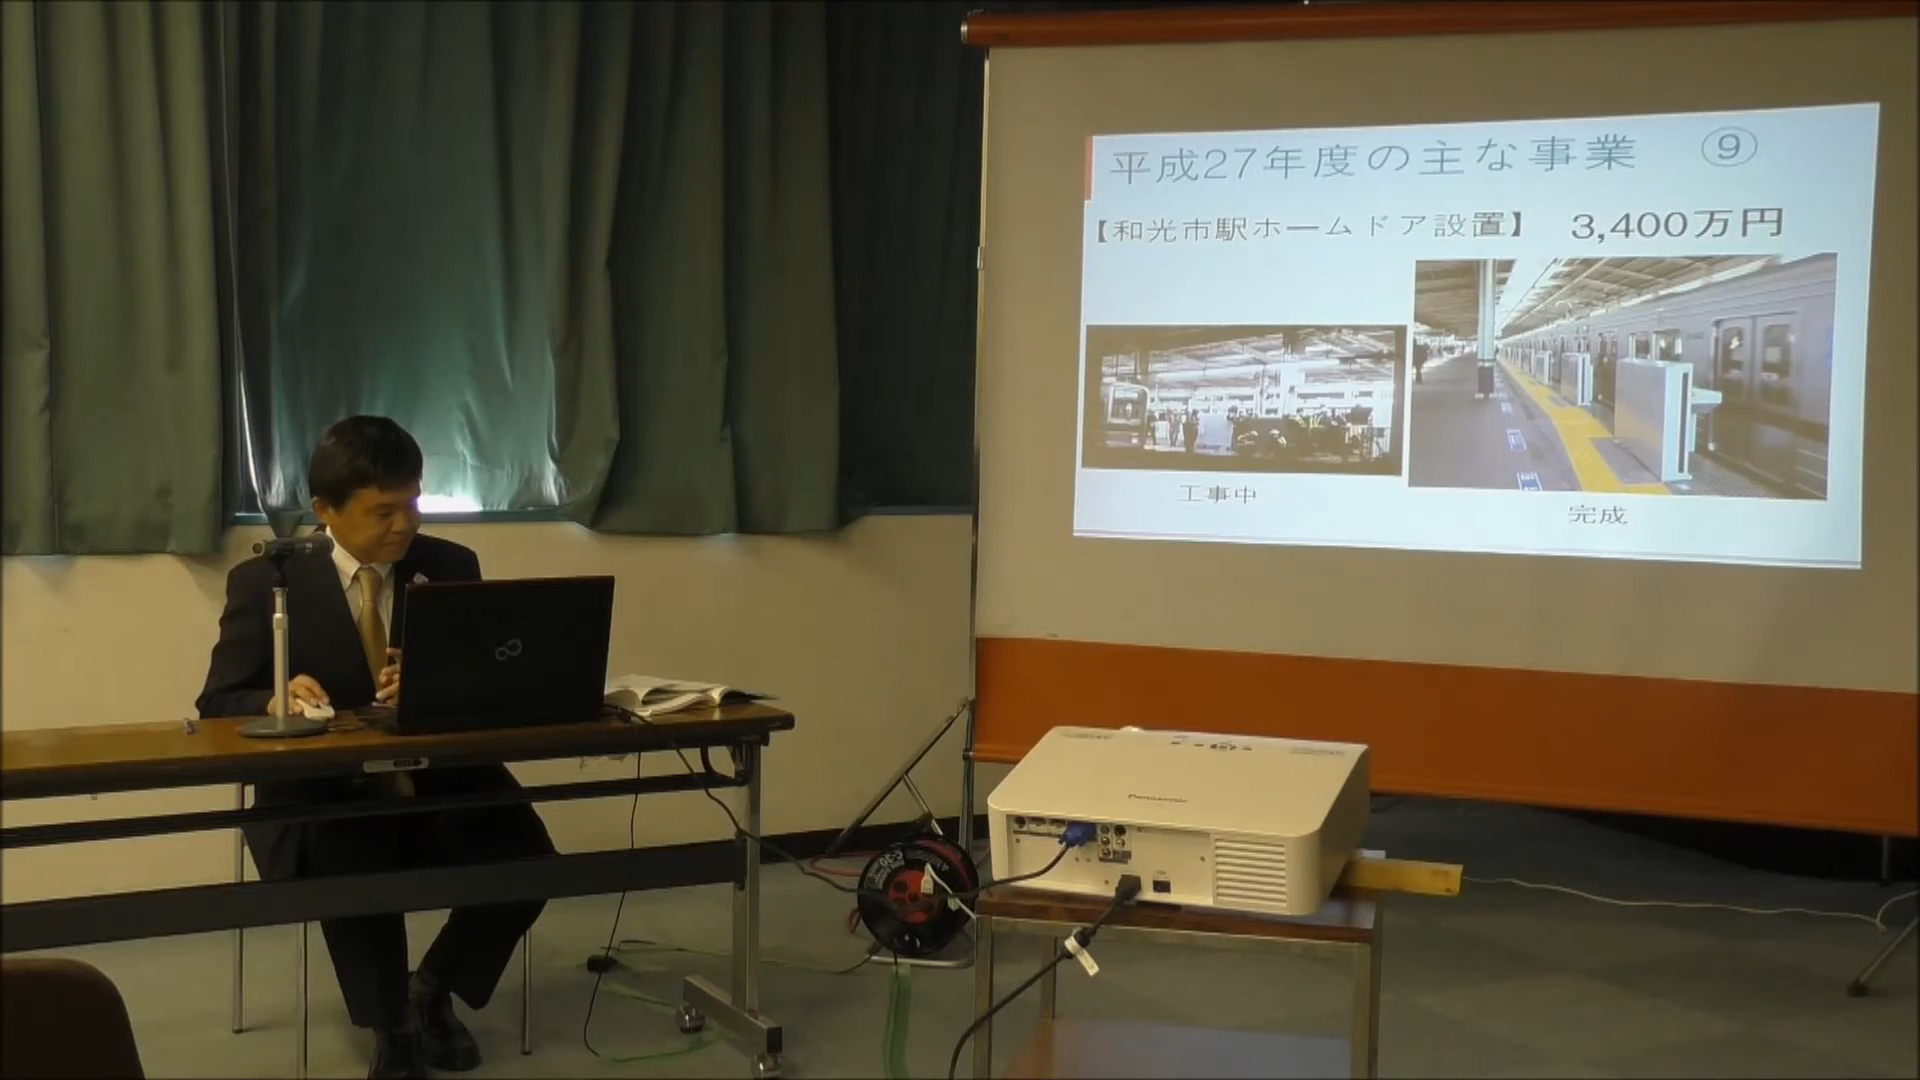 平成27年度の主な事業 ⑨
【和光市駅ホームドア設置】 3,400万円
工事中
完成
Panasonic